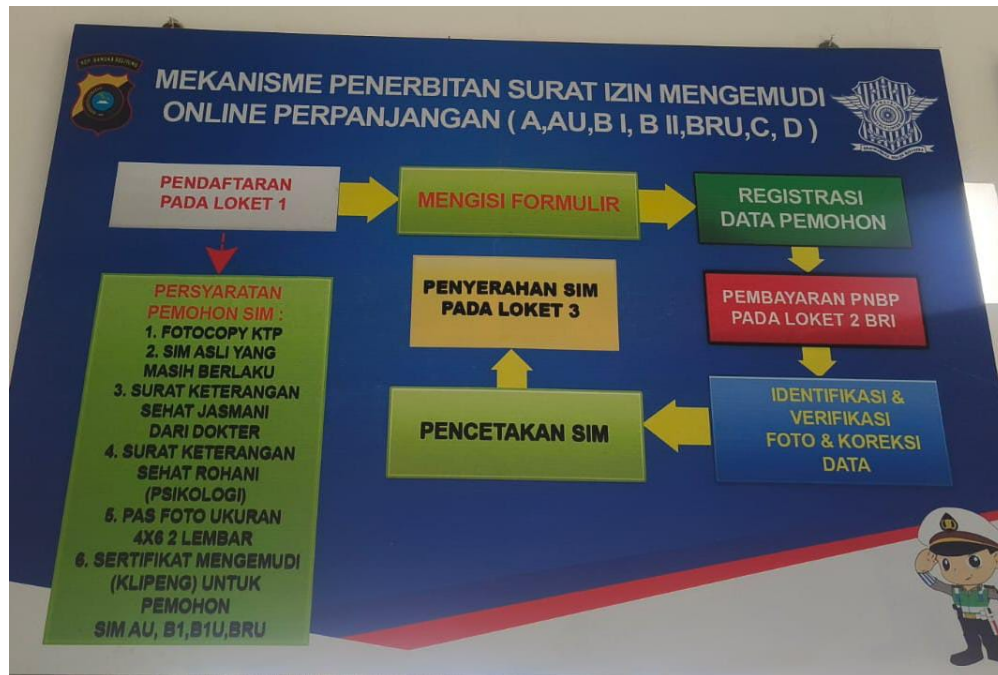 MEKANISME PENERBITAN SURAT IZIN MENGEMUDI
ONLINE PERPANJANGAN ( A,AU,B I, B II,BRU,C, D )
PENDAFTARAN
PADA LOKET 1
MENGISI FORMULIR
REGISTRASI
DATA PEMOHON
PEMBAYARAN PNBP
PADA LOKET 2 BRI
IDENTIFIKASI &
VERIFIKASI
FOTO & KOREKSI
DATA
PENCETAKAN SIM
PENYERAHAN SIM
PADA LOKET 3
PERSYARATAN
PEMOHON SIM :
1. FOTOCOPY KTP
2. SIM ASLI YANG
MASIH BERLAKU
3. SURAT KETERANGAN
SEHAT JASMANI
DARI DOKTER
4. SURAT KETERANGAN
SEHAT ROHANI
(PSIKOLOGI)
5. PAS FOTO UKURAN
4X6 2 LEMBAR
6. SERTIFIKAT MENGEMUDI
(KLIPENG) UNTUK
PEMOHON
SIM AU, B1,B1U,BRU